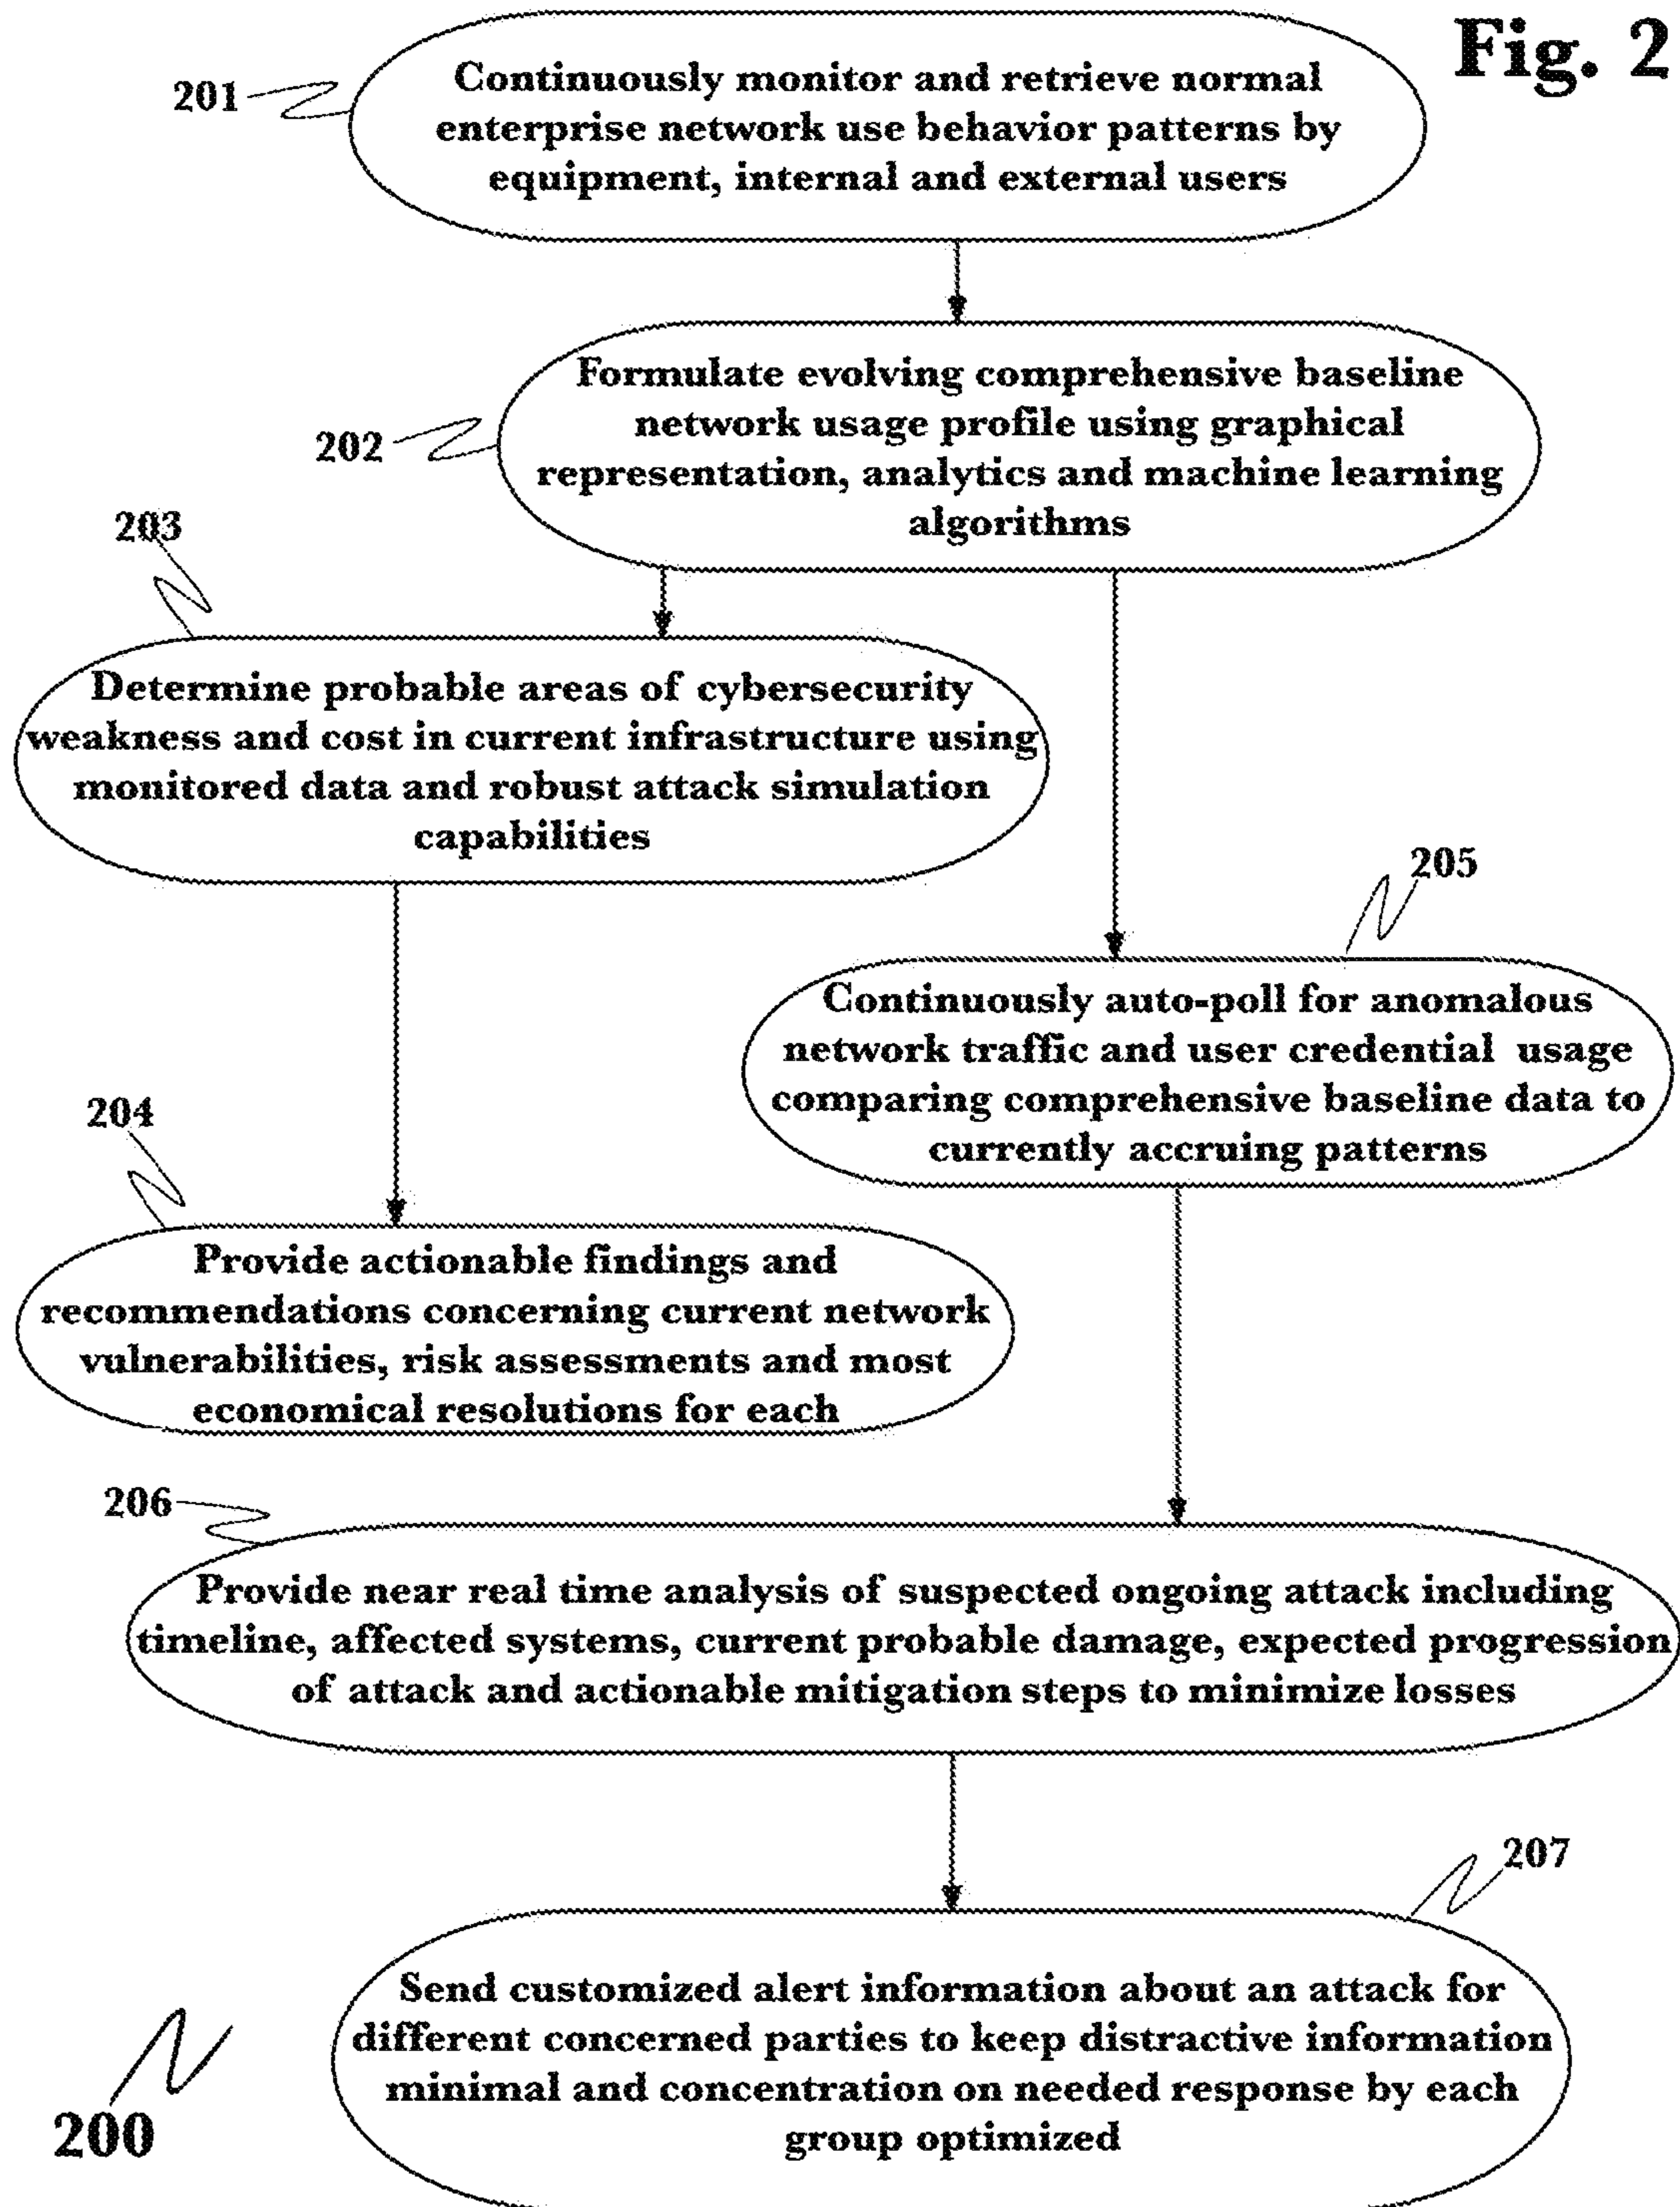 Fig. 2
201
Continuously monitor and retrieve normal
enterprise network use behavior patterns by
equipment, internal and external users
202
Formulate evolving comprehensive baseline
network usage profile using graphical
representation, analytics and machine learning
algorithms
203
Determine probable areas of cybersecurity
weakness and cost in current infrastructure using
monitored data and robust attack simulation
capabilities
205
Continuously auto-poll for anomalous
network traffic and user credential usage
comparing comprehensive baseline data to
currently accruing patterns
204
Provide actionable findings and
recommendations concerning current network
vulnerabilities, risk assessments and most
economical resolutions for each
206
Provide near real time analysis of suspected ongoing attack including
timeline, affected systems, current probable damage, expected progression
of attack and actionable mitigation steps to minimize losses
207
Send customized alert information about an attack for
different concerned parties to keep distractive information
minimal and concentration on needed response by each
group optimized
200